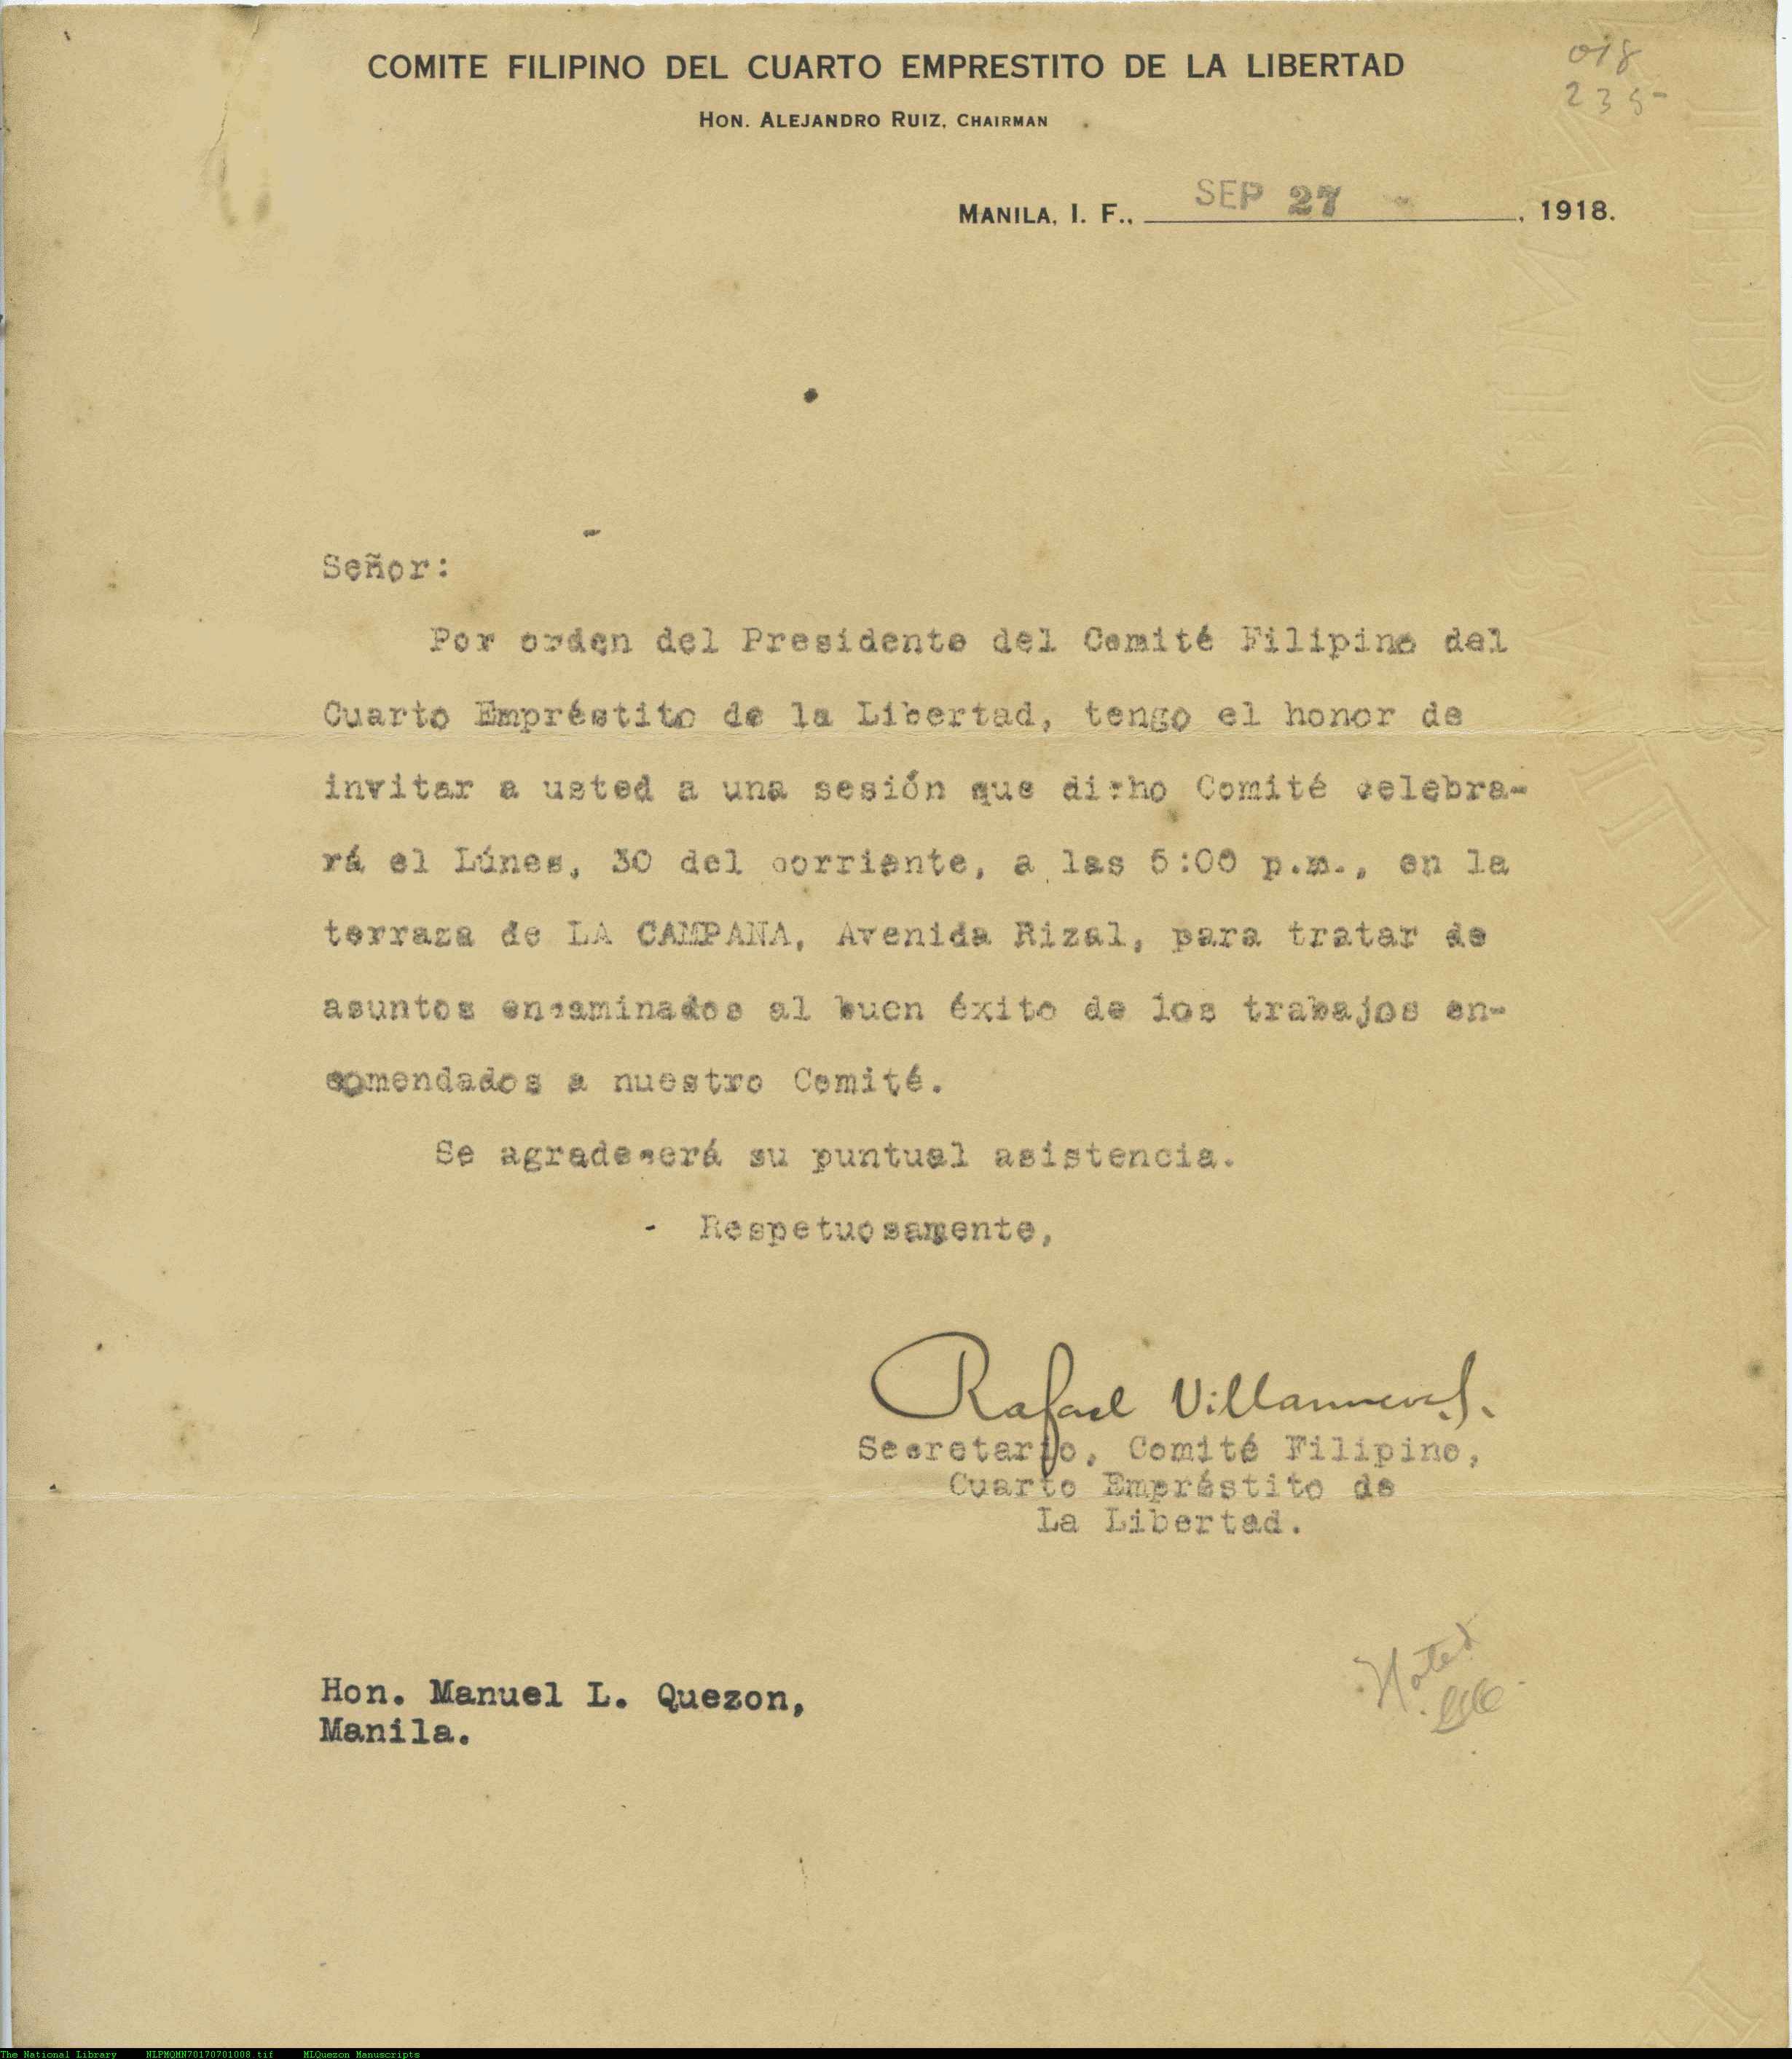 COMITE FILIPINO DEL CUARTO EMPRESTITO DE LA LIBERTAD
018
235-
HON. ALEJANDRO RUIZ, CHAIRMAN
MANILA, I. F., SEP 27, 1918.
Señor:
Por orden del Presidente del Comité Filipino del
Cuarto Empréstito de la Libertad, tengo el honor de
invitar a usted a una sesión que dicho Comité celebra-
rá el Lúnes, 30 del corriente, a las 5:00 p.m., en la
terraza de LA CAMPANA, Avenida Rizal, para tratar de
asuntos encaminados al buen éxito de los trabajos en-
comendados a nuestro Comité.
Se agradecerá su puntual asistencia.
Respetuosamente,
Rafael Villanueva
Secretario, Comité Filipino,
Cuarto Empréstito de
La Libertad.
Noted
Hon. Manuel L. Quezon,
Manila.
The National Library NLPMQMN70170701008.tif MLQuezon Manuscripts